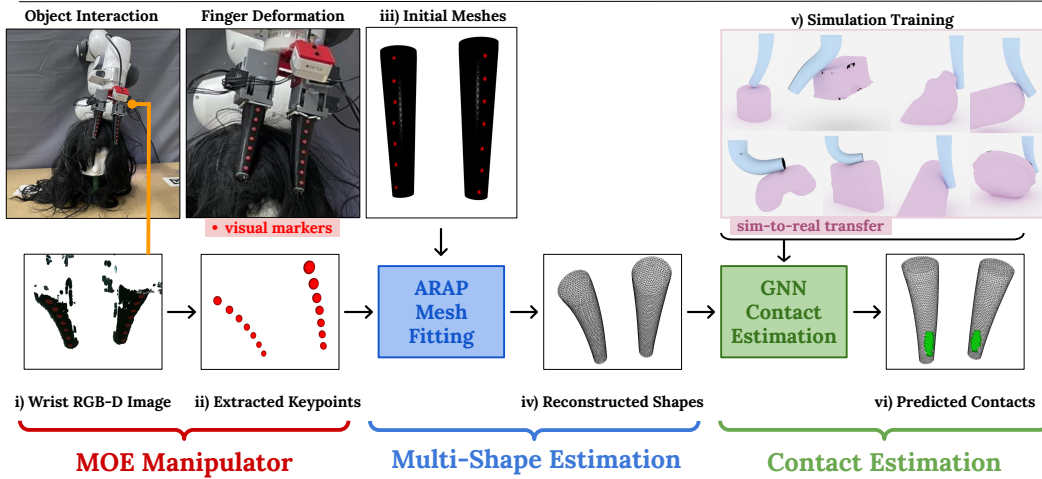 Object Interaction
Finger Deformation
iii) Initial Meshes
v) Simulation Training
• visual markers
sim-to-real transfer
ARAP
Mesh
Fitting
GNN
Contact
Estimation
i) Wrist RGB-D Image
ii) Extracted Keypoints
iv) Reconstructed Shapes
vi) Predicted Contacts
MOE Manipulator
Multi-Shape Estimation
Contact Estimation